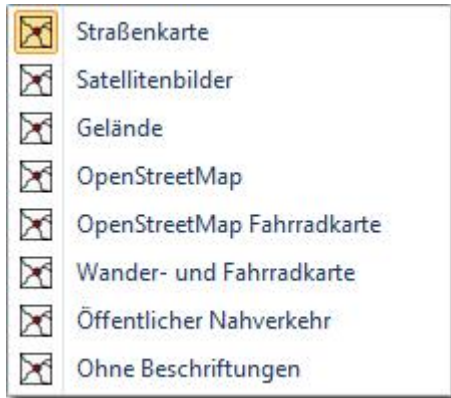 Straßenkarte
Satellitenbilder
Gelände
OpenStreetMap
OpenStreetMap Fahrradkarte
Wander- und Fahrradkarte
Öffentlicher Nahverkehr
Ohne Beschriftungen